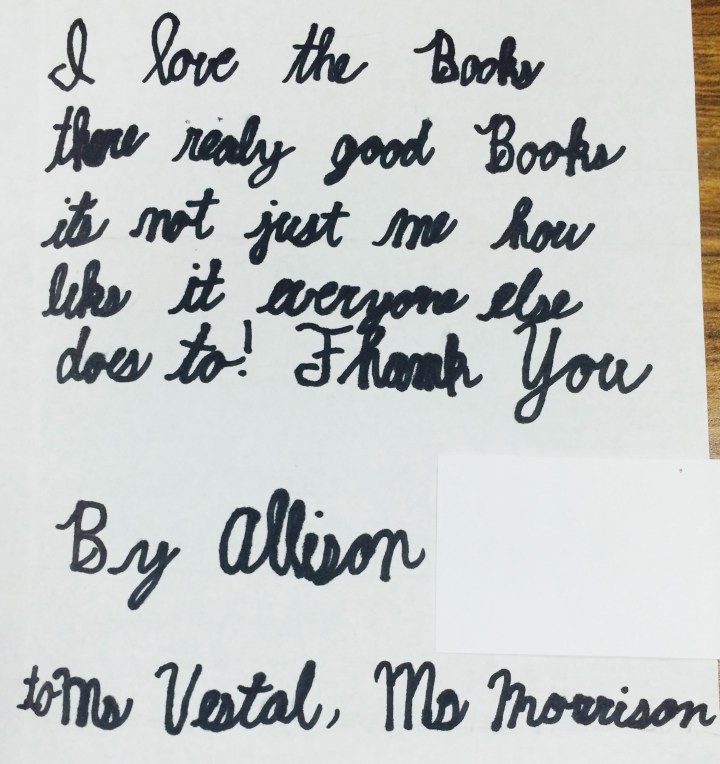 I love the Books
there realy good Books
its not just me how
like it everyone else
does to! Thank You
By Allison
to Ms Vestal, Ms Morrison